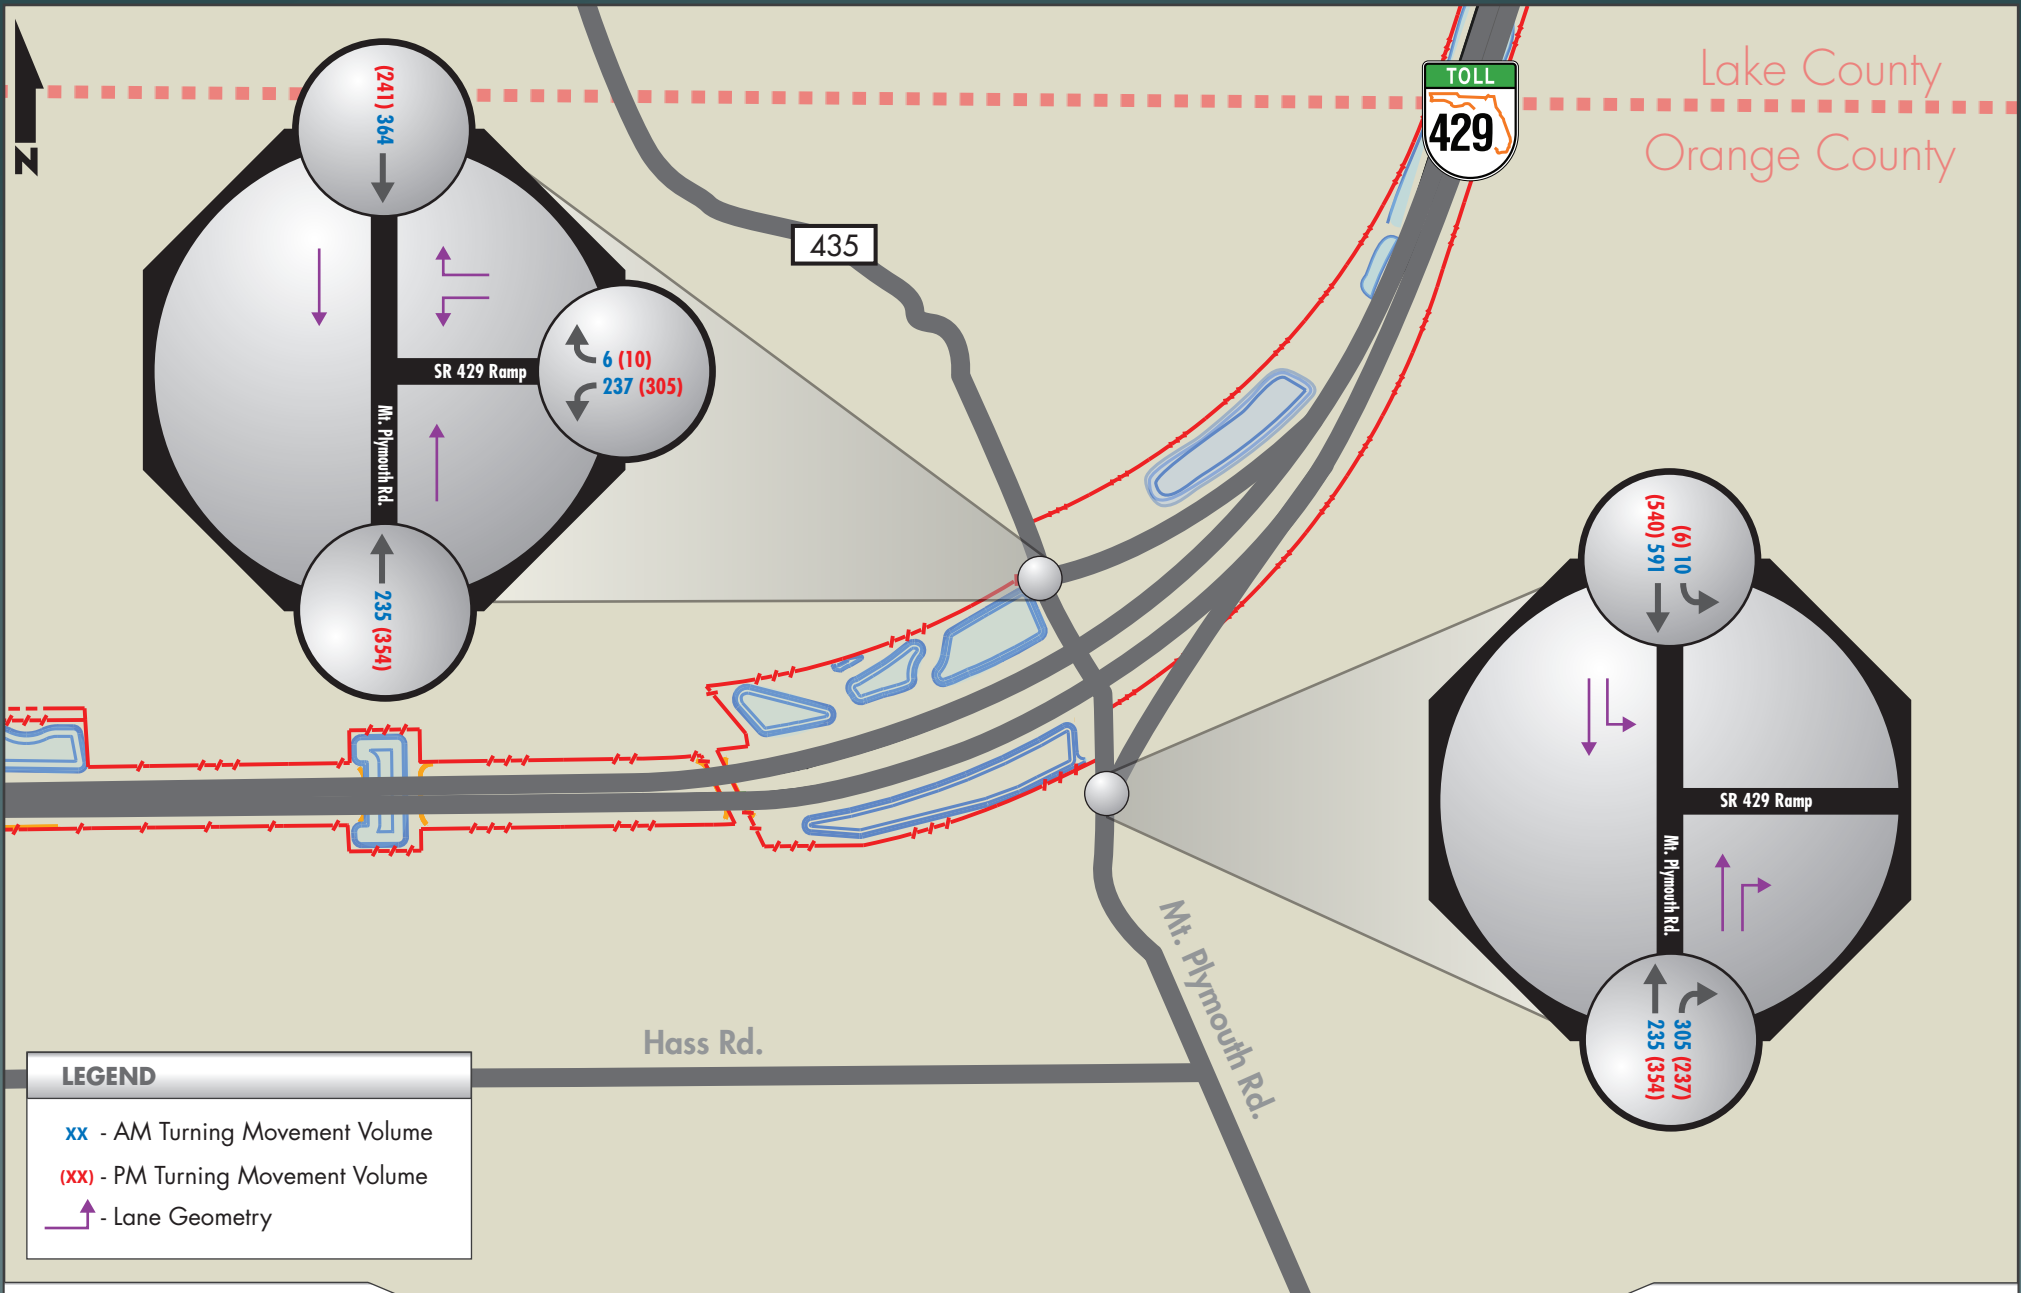 N
Lake County
Orange County
TOLL
429
435
(241) 364
6 (10)
237 (305)
SR 429 Ramp
Mt. Plymouth Rd.
235 (354)
(6) 10
(540) 591
SR 429 Ramp
Mt. Plymouth Rd.
305 (237)
235 (354)
Mt. Plymouth Rd.
Hass Rd.
LEGEND
xx - AM Turning Movement Volume
(xx) - PM Turning Movement Volume
- Lane Geometry